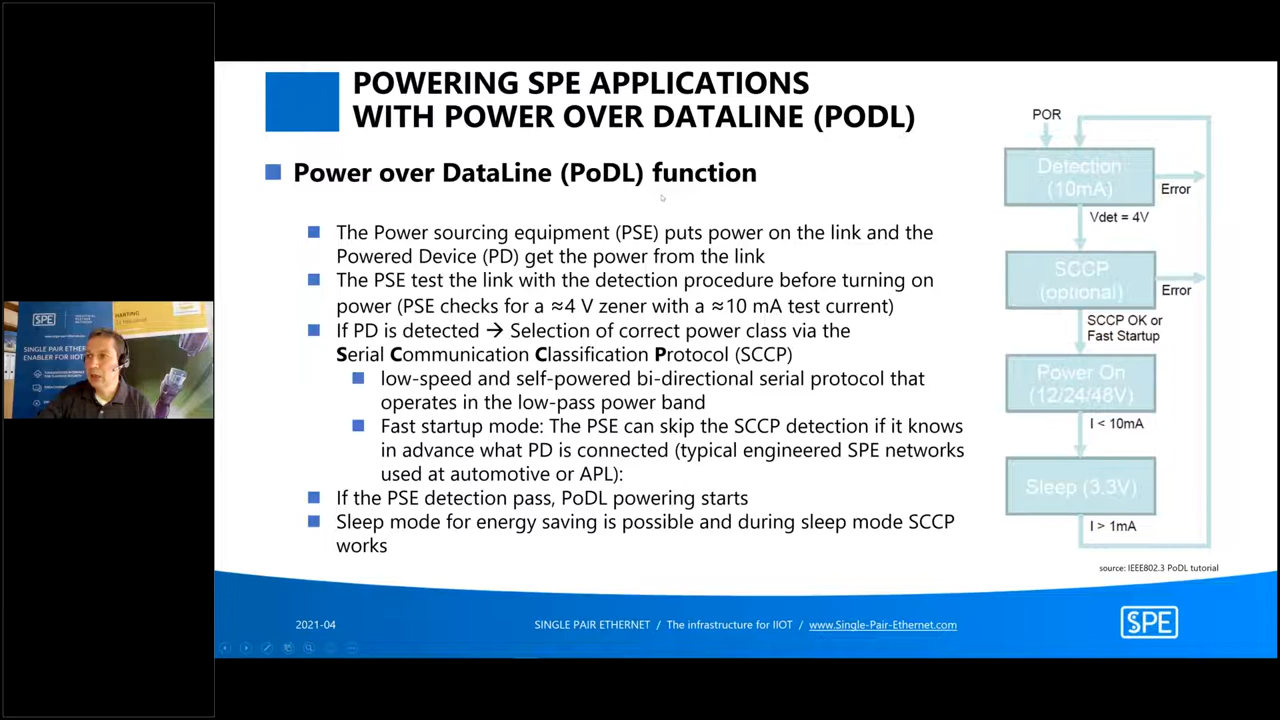 POWERING SPE APPLICATIONS
WITH POWER OVER DATALINE (PODL)
Power over DataLine (PoDL) function
The Power sourcing equipment (PSE) puts power on the link and the
Powered Device (PD) get the power from the link
The PSE test the link with the detection procedure before turning on
power (PSE checks for a ≈4 V zener with a ≈10 mA test current)
If PD is detected → Selection of correct power class via the
Serial Communication Classification Protocol (SCCP)
low-speed and self-powered bi-directional serial protocol that
operates in the low-pass power band
Fast startup mode: The PSE can skip the SCCP detection if it knows
in advance what PD is connected (typical engineered SPE networks
used at automotive or APL):
If the PSE detection pass, PoDL powering starts
Sleep mode for energy saving is possible and during sleep mode SCCP
works
POR
Detection
(10mA)
Error
Vdet = 4V
SCCP
(optional)
Error
SCCP OK or
Fast Startup
Power On
(12/24/48V)
I < 10mA
Sleep (3.3V)
I > 1mA
source: IEEE802.3 PoDL tutorial
2021-04
SINGLE PAIR ETHERNET / The infrastructure for IIOT / www.Single-Pair-Ethernet.com
SPE
SPE
HARTING
SINGLE PAIR ETHERNET
ENABLER FOR IIOT